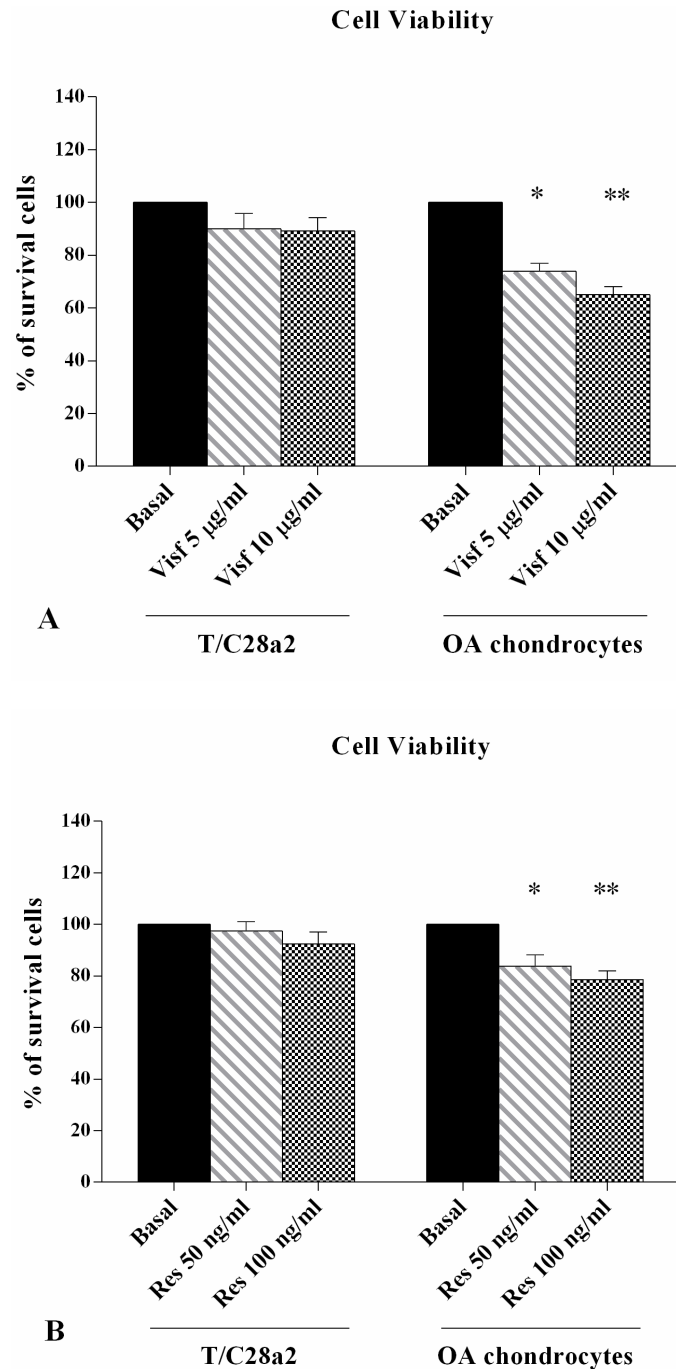 Cell Viability
% of survival cells
140
120
100
80
60
40
20
0
* **
Basal
Visf 5 μg/ml
Visf 10 μg/ml
Basal
Visf 5 μg/ml
Visf 10 μg/ml
A
T/C28a2 OA chondrocytes
Cell Viability
% of survival cells
140
120
100
80
60
40
20
0
* **
Basal
Res 50 ng/ml
Res 100 ng/ml
Basal
Res 50 ng/ml
Res 100 ng/ml
B
T/C28a2 OA chondrocytes